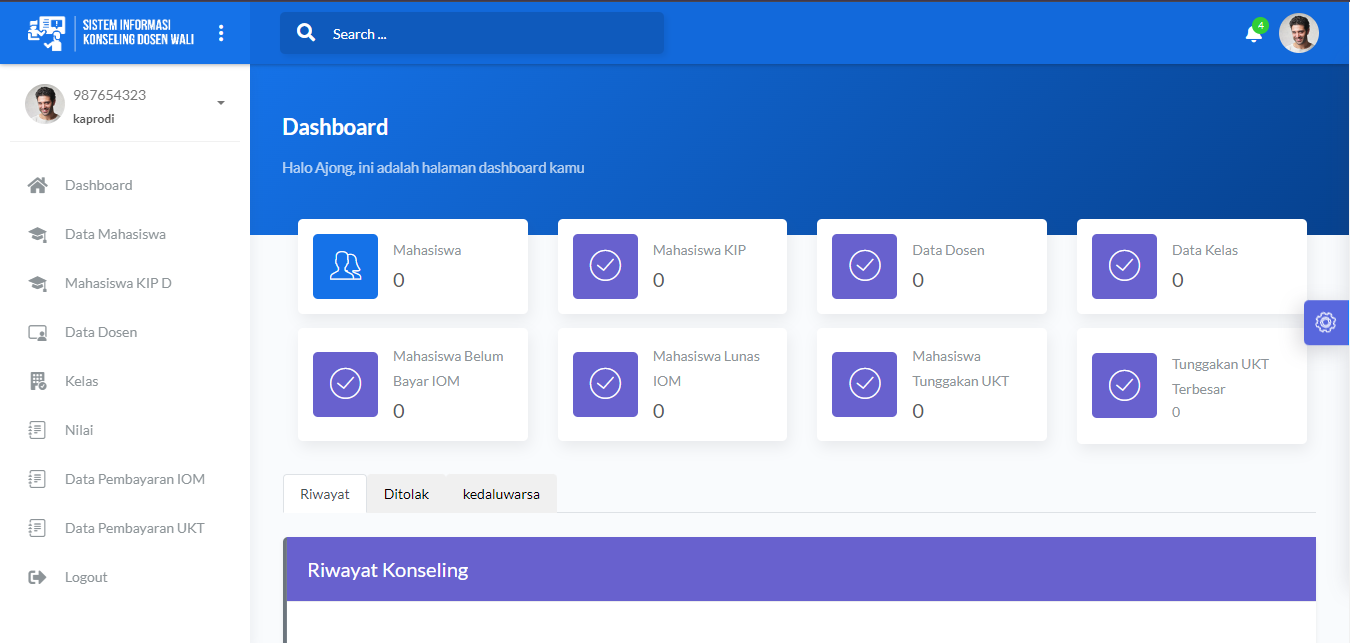 SISTEM INFORMASI
KONSELING DOSEN WALI
Search ...
4
987654323
kaprodi
Dashboard
Data Mahasiswa
Mahasiswa KIP D
Data Dosen
Kelas
Nilai
Data Pembayaran IOM
Data Pembayaran UKT
Logout
Dashboard
Halo Ajong, ini adalah halaman dashboard kamu
Mahasiswa
0
Mahasiswa KIP
0
Data Dosen
0
Data Kelas
0
Mahasiswa Belum
Bayar IOM
0
Mahasiswa Lunas
IOM
0
Mahasiswa
Tunggakan UKT
0
Tunggakan UKT
Terbesar
0
Riwayat
Ditolak
kedaluwarsa
Riwayat Konseling